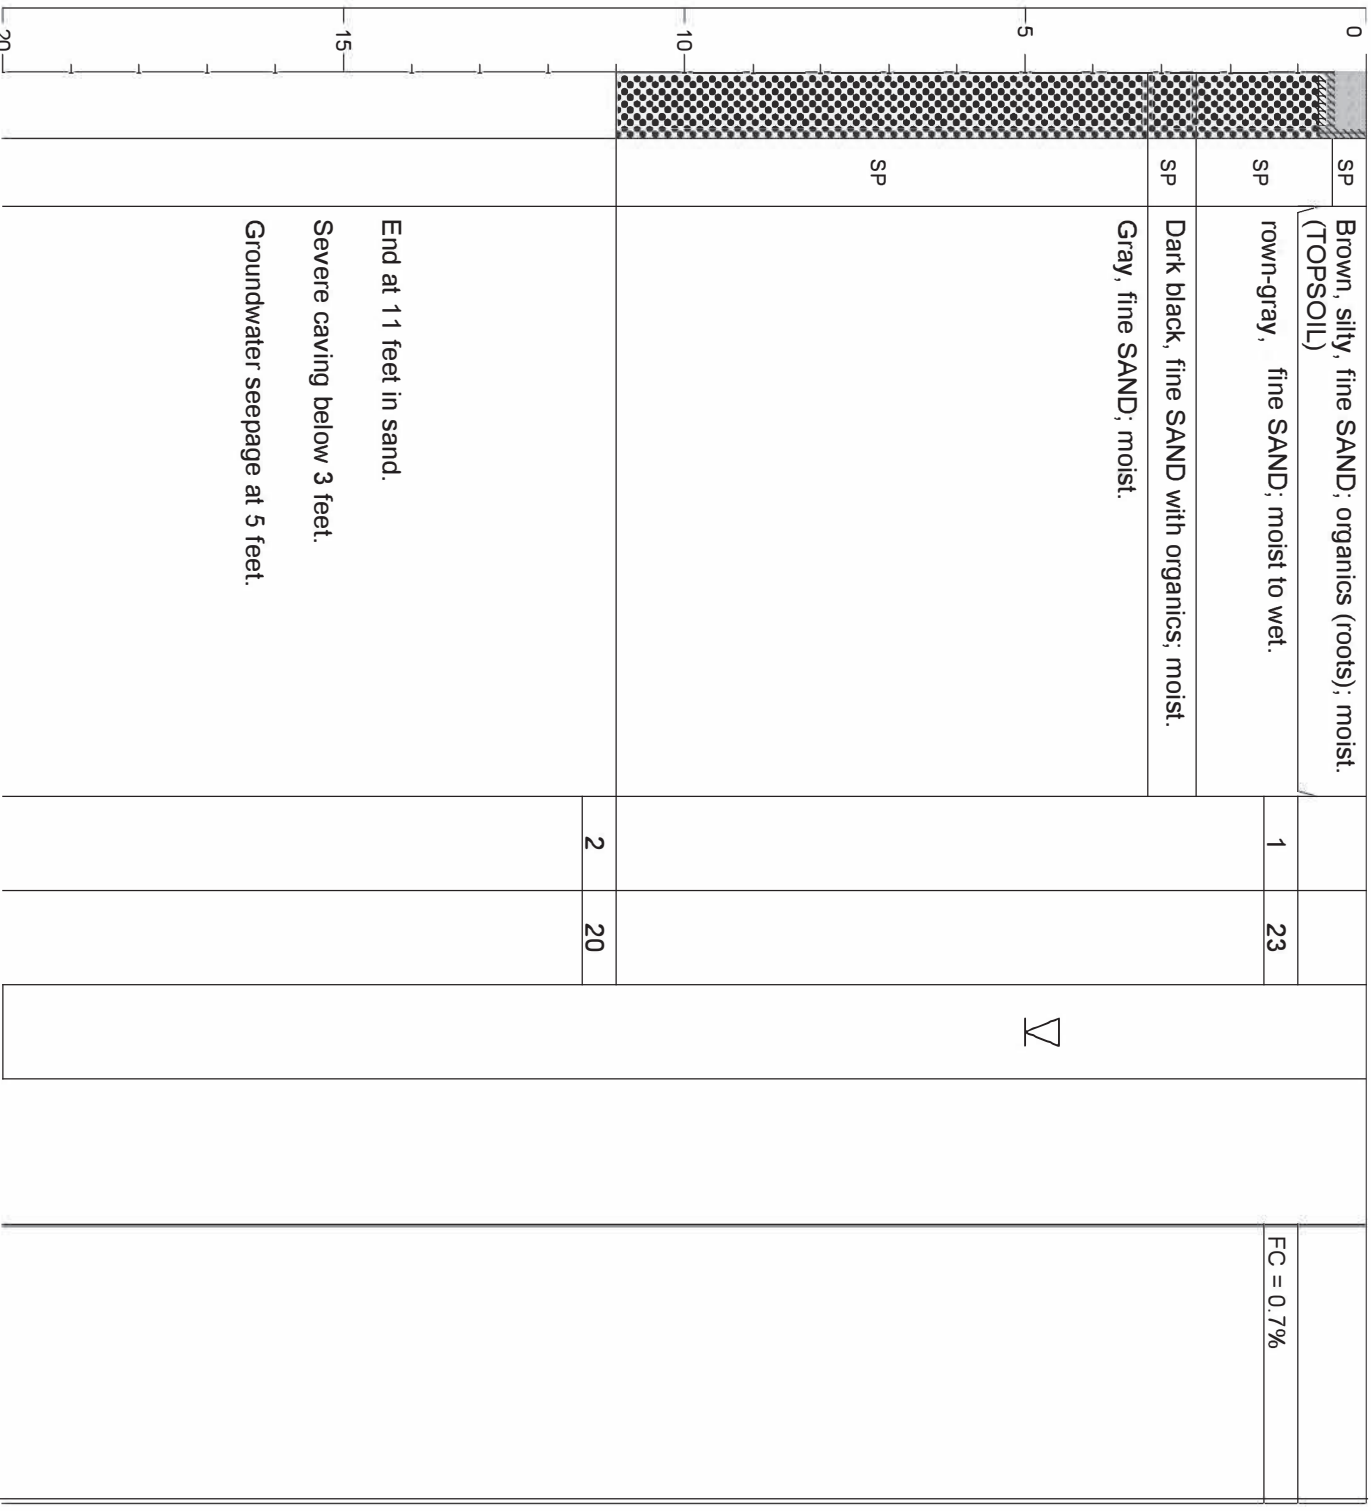 0
5
10
15
20
SP
SP
SP
SP
Brown, silty, fine SAND; organics (roots); moist.
(TOPSOIL)
rown-gray, fine SAND; moist to wet.
Dark black, fine SAND with organics; moist.
Gray, fine SAND; moist.
End at 11 feet in sand.
Severe caving below 3 feet.
Groundwater seepage at 5 feet.
1
2
23
20
FC = 0.7%